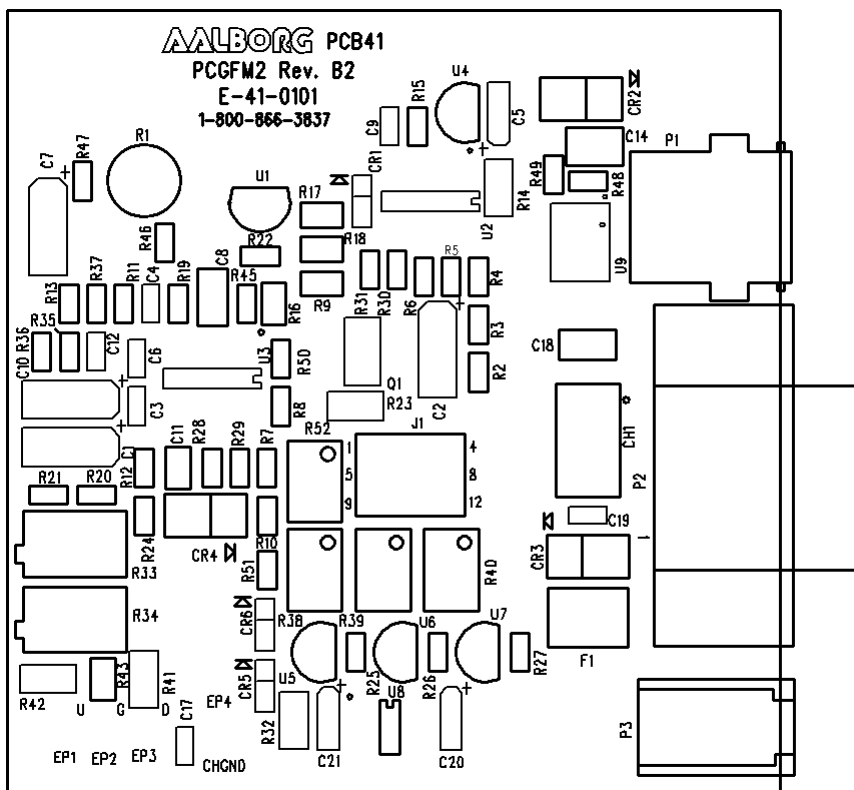 AALBORG PCB41
PCGFM2 Rev. B2
E-41-0101
1-800-866-3837
U4
R15
C9
C5
CR2
C14
P1
C7
R47
R1
U1
R17
CR1
R14
R49
R48
R46
R22
R18
U2
U9
C8
R13
R37
R11
C4
R19
R45
R16
R9
R31
R30
R6
R5
R4
R35
R36
C12
C6
U3
R50
R3
C18
C10
C3
R8
Q1
R23
C2
R2
CH1
C1
R12
C11
R28
R29
R7
R52
J1
1
4
5
8
9
12
P2
R21
R20
R24
CR4
R10
C19
CR3
1
R33
R51
R40
R34
CR6
R38
R39
U6
U7
F1
R42
R43
R41
EP4
CR5
U5
R25
R26
R27
U
G
D
C17
R32
U8
P3
EP1
EP2
EP3
CHGND
C21
C20